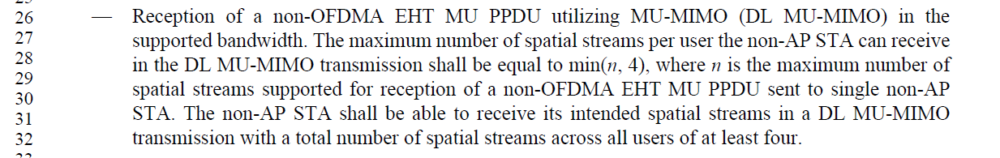 26 — Reception of a non-OFDMA EHT MU PPDU utilizing MU-MIMO (DL MU-MIMO) in the
27 supported bandwidth. The maximum number of spatial streams per user the non-AP STA can receive
28 in the DL MU-MIMO transmission shall be equal to min(n, 4), where n is the maximum number of
29 spatial streams supported for reception of a non-OFDMA EHT MU PPDU sent to single non-AP
30 STA. The non-AP STA shall be able to receive its intended spatial streams in a DL MU-MIMO
31 transmission with a total number of spatial streams across all users of at least four.
32